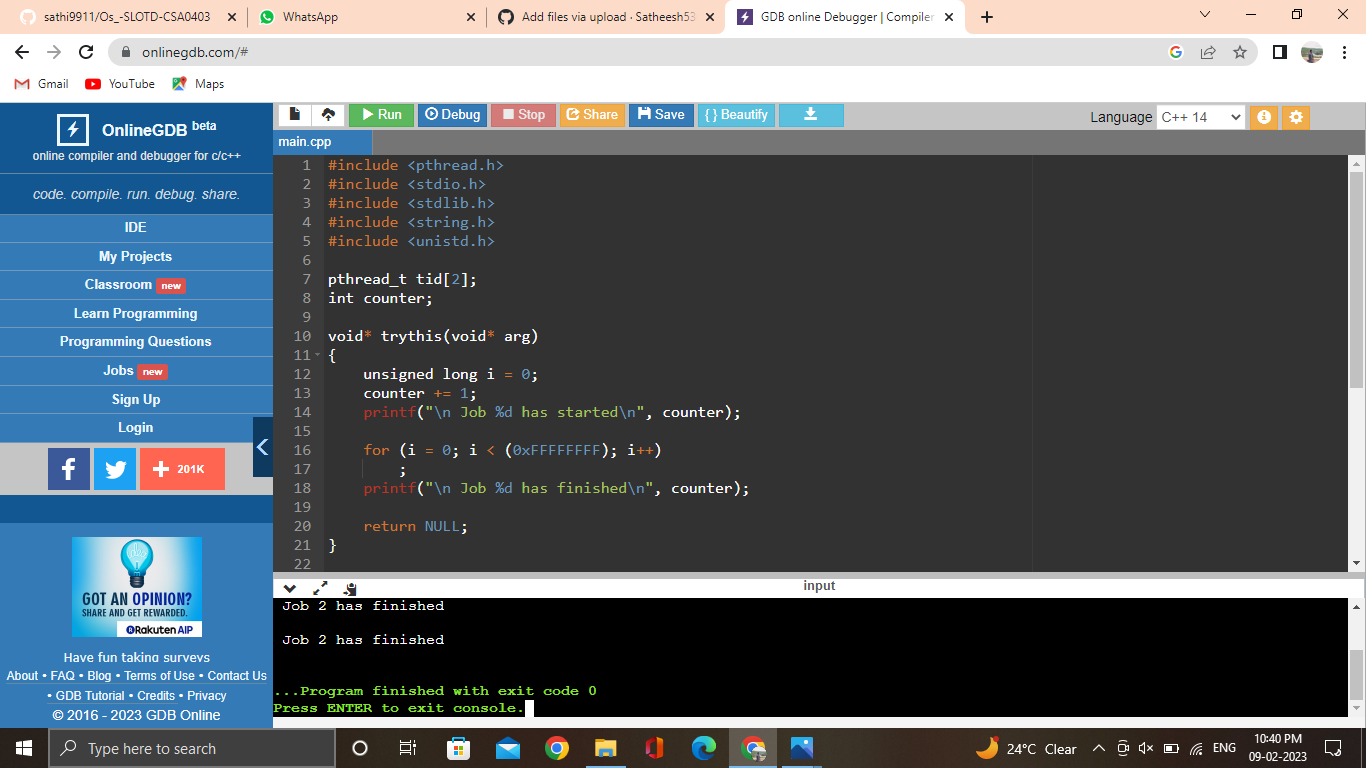 sathi9911/Os_-SLOTD-CSA0403
WhatsApp
Add files via upload · Satheesh53
GDB online Debugger | Compiler
onlinegdb.com/#
Gmail
YouTube
Maps
OnlineGDB beta
online compiler and debugger for c/c++
code. compile. run. debug. share.
IDE
My Projects
Classroom new
Learn Programming
Programming Questions
Jobs new
Sign Up
Login
201K
GOT AN OPINION?
SHARE AND GET REWARDED.
Rakuten AIP
Have fun taking surveys
About • FAQ • Blog • Terms of Use • Contact Us
• GDB Tutorial • Credits • Privacy
© 2016 - 2023 GDB Online
Run Debug Stop Share Save { } Beautify
Language C++ 14
main.cpp
1 #include <pthread.h>
2 #include <stdio.h>
3 #include <stdlib.h>
4 #include <string.h>
5 #include <unistd.h>
6
7 pthread_t tid[2];
8 int counter;
9
10 void* trythis(void* arg)
11 {
12 unsigned long i = 0;
13 counter += 1;
14 printf("\n Job %d has started\n", counter);
15
16 for (i = 0; i < (0xFFFFFFFF); i++)
17 ;
18 printf("\n Job %d has finished\n", counter);
19
20 return NULL;
21 }
22
input
Job 2 has finished
Job 2 has finished
...Program finished with exit code 0
Press ENTER to exit console.
Type here to search
24°C Clear
ENG
10:40 PM
09-02-2023